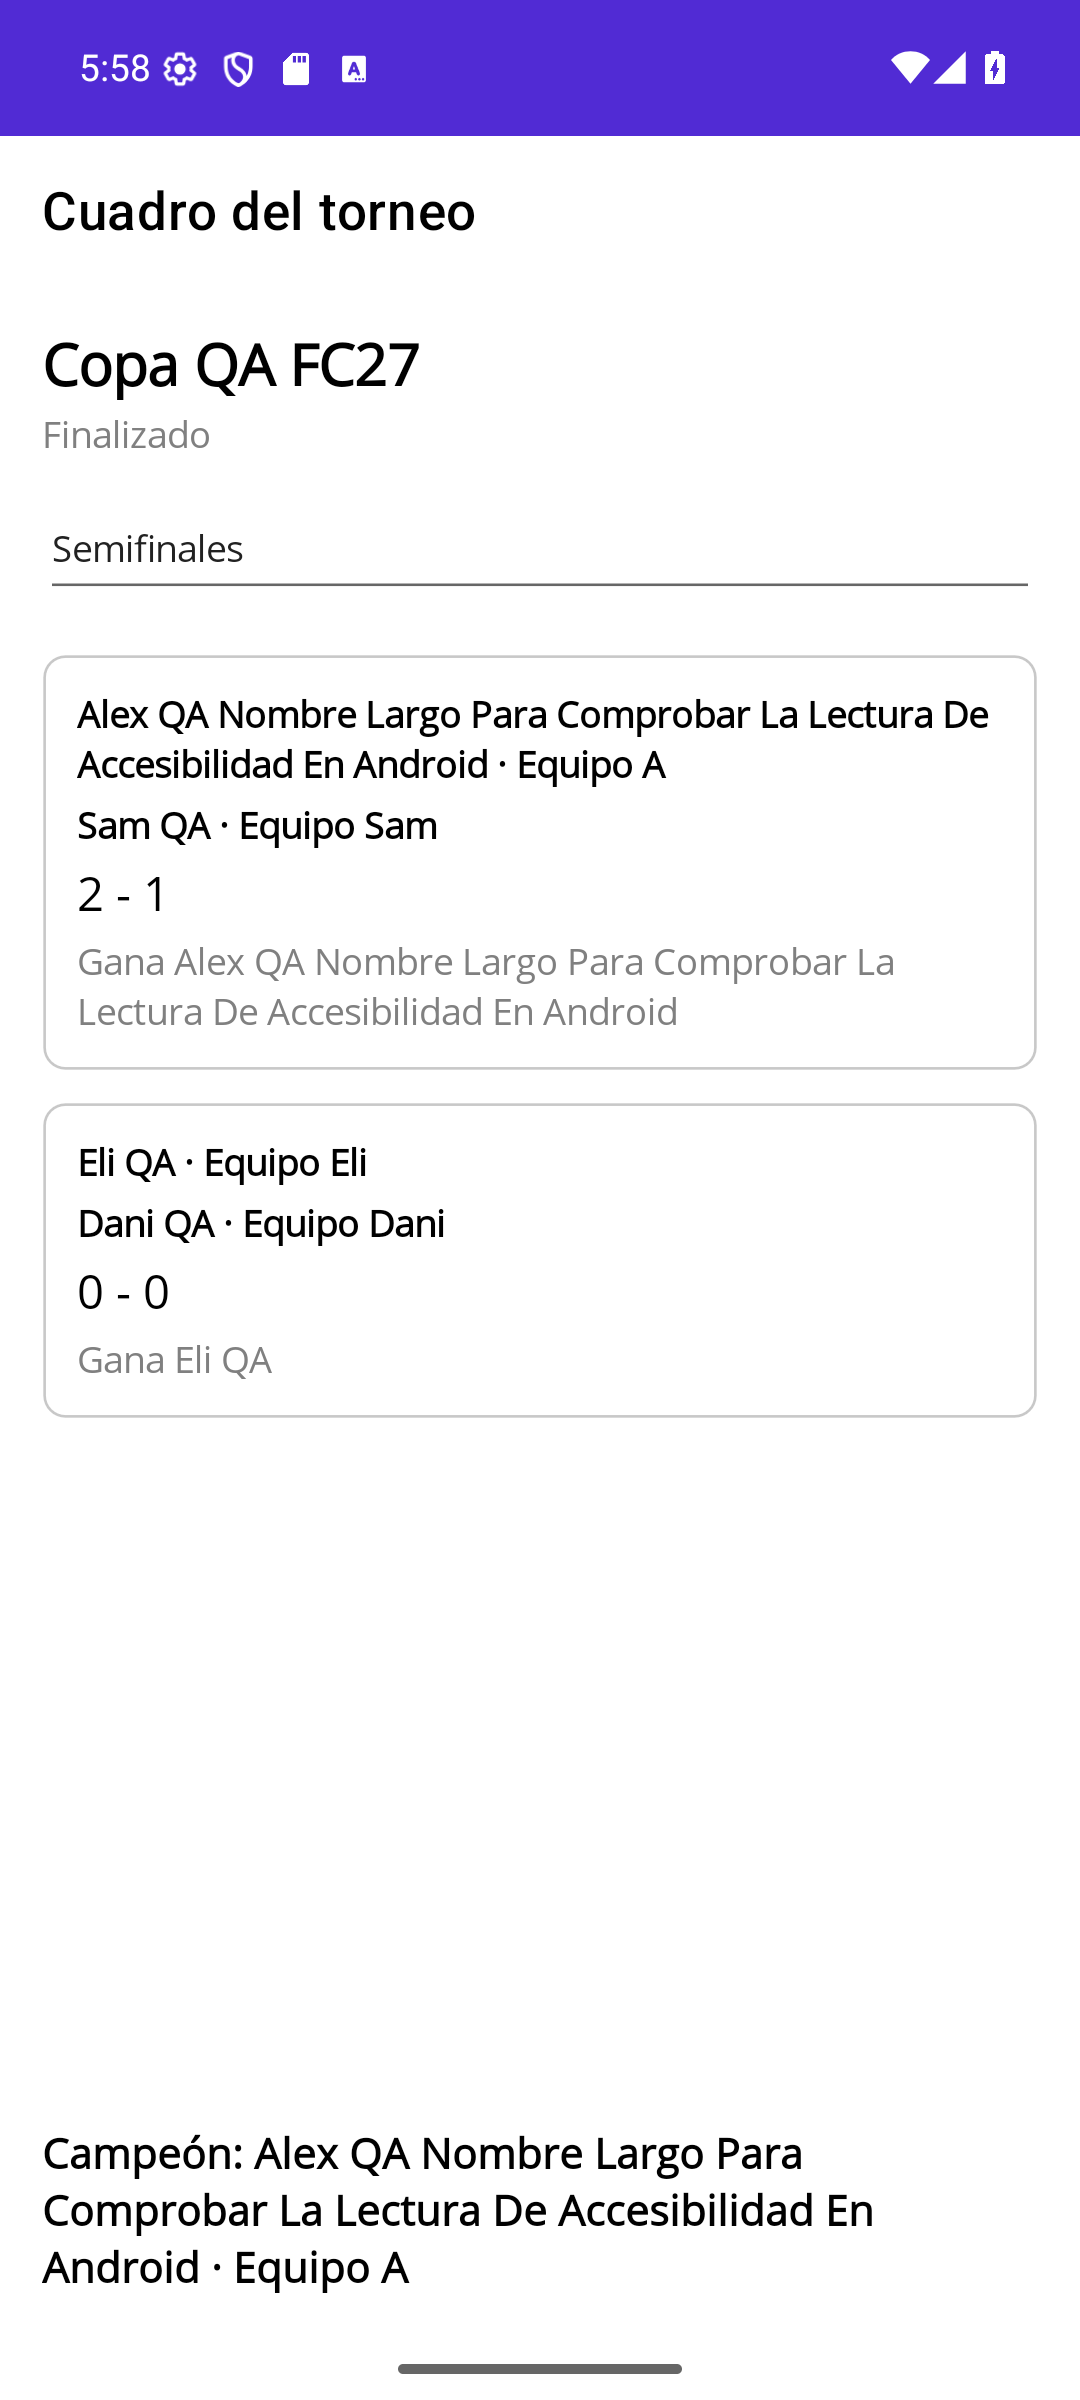 5:58
Cuadro del torneo
Copa QA FC27
Finalizado
Semifinales
Alex QA Nombre Largo Para Comprobar La Lectura De
Accesibilidad En Android · Equipo A
Sam QA · Equipo Sam
2 - 1
Gana Alex QA Nombre Largo Para Comprobar La
Lectura De Accesibilidad En Android
Eli QA · Equipo Eli
Dani QA · Equipo Dani
0 - 0
Gana Eli QA
Campeón: Alex QA Nombre Largo Para
Comprobar La Lectura De Accesibilidad En
Android · Equipo A